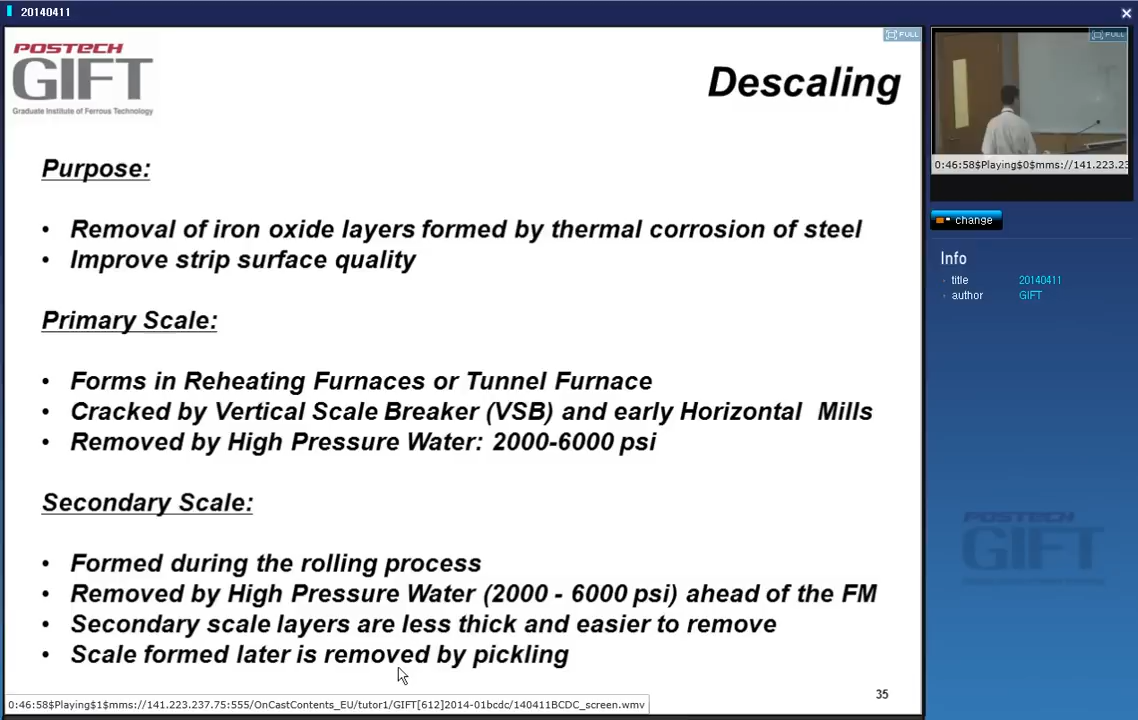 20140411
FULL
POSTECH
GIFT
Graduate Institute of Ferrous Technology
Descaling
Purpose:
• Removal of iron oxide layers formed by thermal corrosion of steel
• Improve strip surface quality
Primary Scale:
• Forms in Reheating Furnaces or Tunnel Furnace
• Cracked by Vertical Scale Breaker (VSB) and early Horizontal Mills
• Removed by High Pressure Water: 2000-6000 psi
Secondary Scale:
• Formed during the rolling process
• Removed by High Pressure Water (2000 - 6000 psi) ahead of the FM
• Secondary scale layers are less thick and easier to remove
• Scale formed later is removed by pickling
35
0:46:58$Playing$1$mms://141.223.237.75:555/OnCastContents_EU/tutor1/GIFT[612]2014-01bcdc/140411BCDC_screen.wmv
FULL
0:46:58$Playing$0$mms://141.223.23
change
Info
title 20140411
author GIFT
POSTECH
GIFT